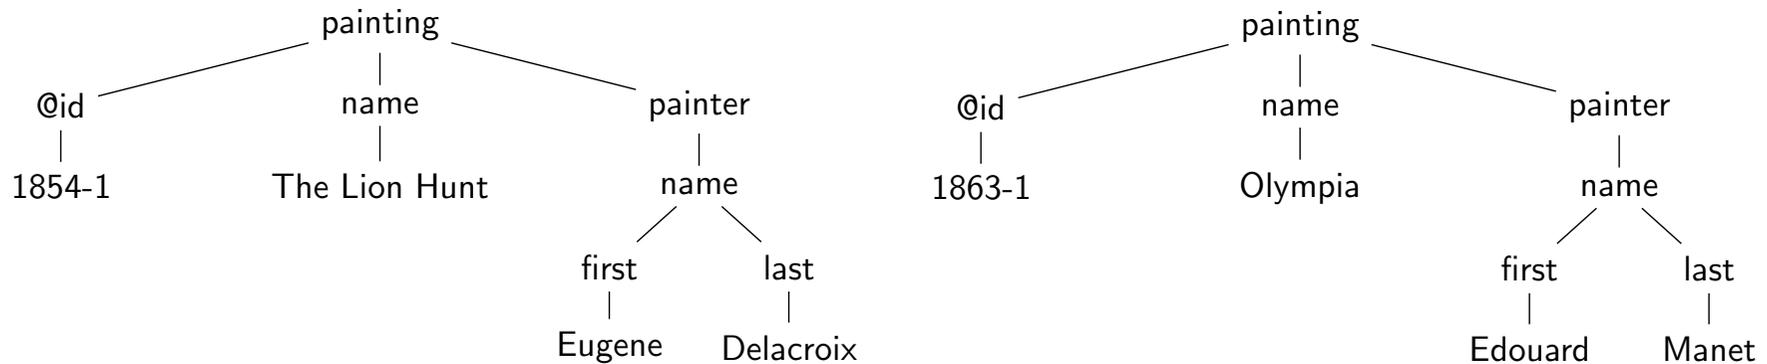 painting painting
@id name painter @id name painter
1854-1 The Lion Hunt name 1863-1 Olympia name
first last first last
Eugene Delacroix Edouard Manet